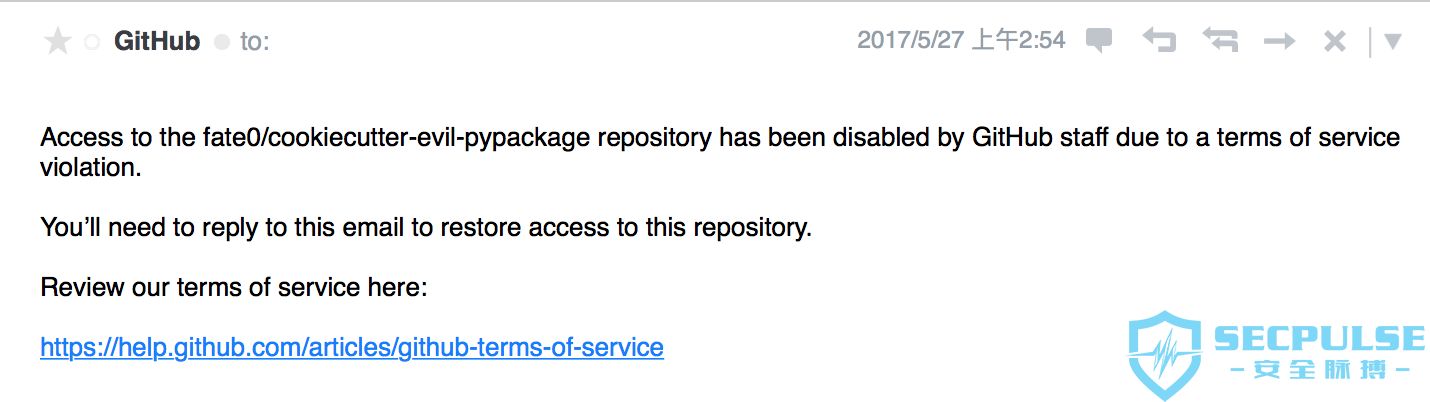 GitHub to: 2017/5/27 上午2:54
Access to the fate0/cookiecutter-evil-pypackage repository has been disabled by GitHub staff due to a terms of service
violation.
You’ll need to reply to this email to restore access to this repository.
Review our terms of service here:
https://help.github.com/articles/github-terms-of-service
SECPULSE
-安全脉搏-